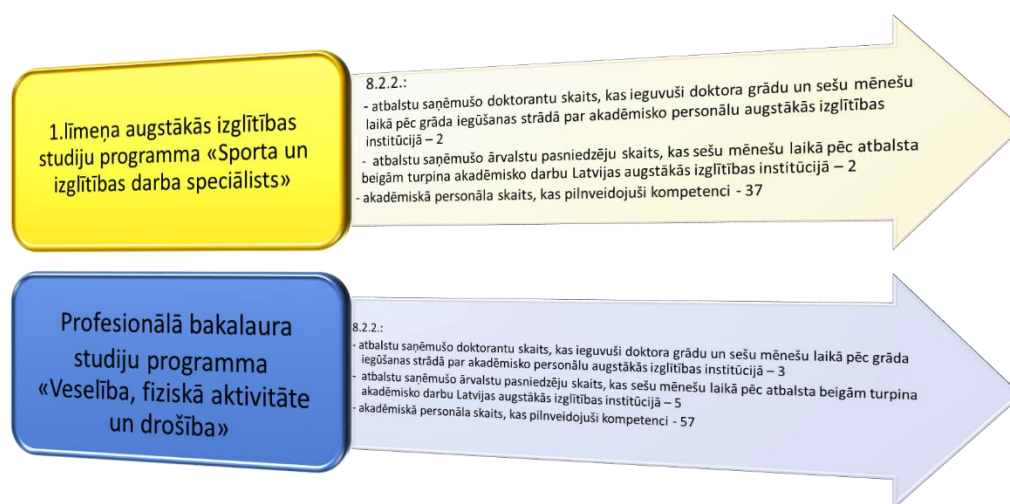 1.līmeņa augstākās izglītības
studiju programma «Sporta un
izglītības darba speciālists»
8.2.2.:
- atbalstu saņēmušo doktorantu skaits, kas ieguvuši doktora grādu un sešu mēnešu
laikā pēc grāda iegūšanas strādā par akadēmisko personālu augstākās izglītības
institūcijā – 2
- atbalstu saņēmušo ārvalstu pasniedzēju skaits, kas sešu mēnešu laikā pēc atbalsta
beigām turpina akadēmisko darbu Latvijas augstākās izglītības institūcijā – 2
- akadēmiskā personāla skaits, kas pilnveidojuši kompetenci - 37
Profesionālā bakalaura
studiju programma
«Veselība, fiziskā aktivitāte
un drošība»
8.2.2.:
- atbalstu saņēmušo doktorantu skaits, kas ieguvuši doktora grādu un sešu mēnešu laikā pēc grāda
iegūšanas strādā par akadēmisko personālu augstākās izglītības institūcijā – 3
- atbalstu saņēmušo ārvalstu pasniedzēju skaits, kas sešu mēnešu laikā pēc atbalsta beigām turpina
akadēmisko darbu Latvijas augstākās izglītības institūcijā – 5
- akadēmiskā personāla skaits, kas pilnveidojuši kompetenci - 57